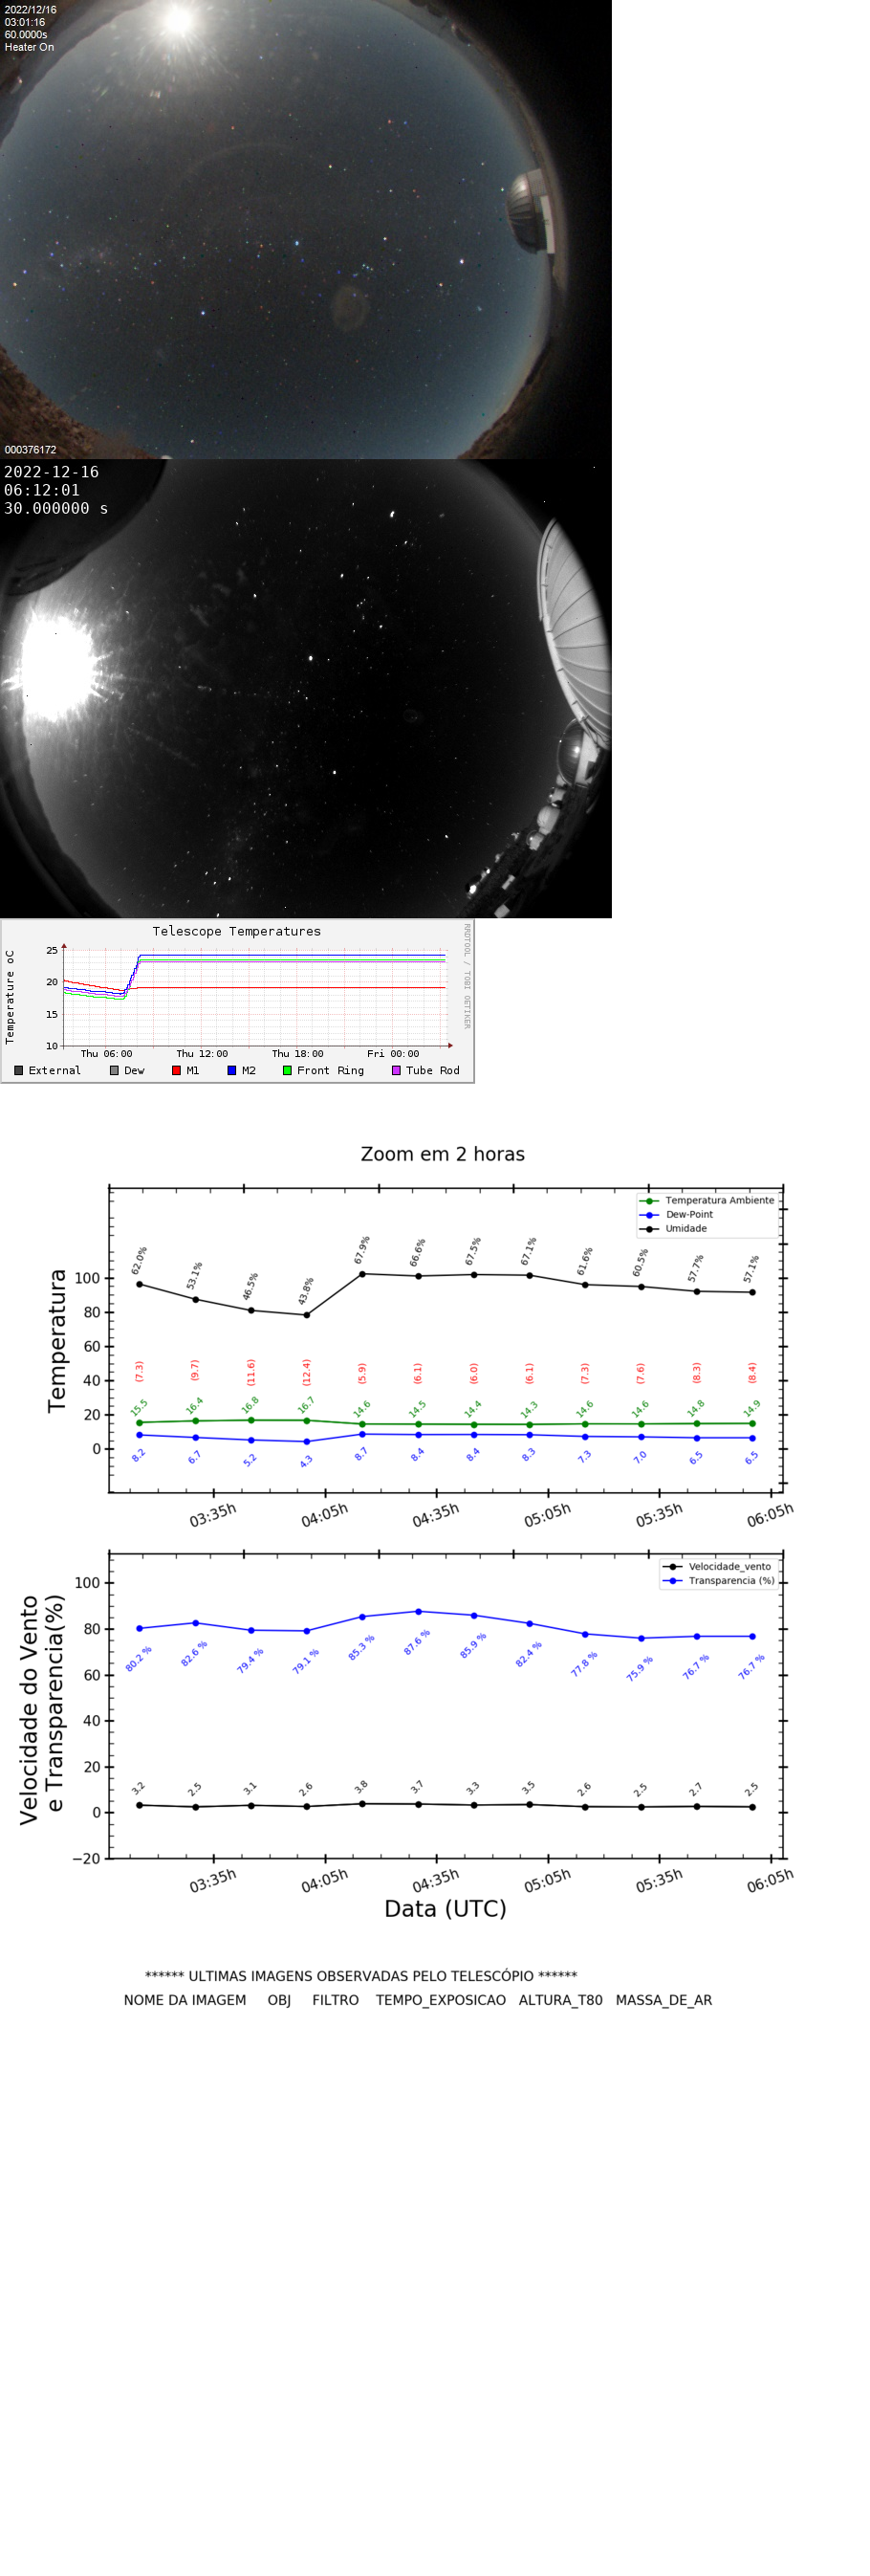 2022/12/16
03:01:16
60.0000s
Heater On
000376172
2022-12-16
06:12:01
30.000000 s
Telescope Temperatures
RRDTOOL / TOBI OETIKER
Temperature oC
25
20
15
10
Thu 06:00 Thu 12:00 Thu 18:00 Fri 00:00
External Dew M1 M2 Front Ring Tube Rod
Zoom em 2 horas
Temperatura Ambiente
Dew-Point
Umidade
Temperatura
100
80
60
40
20
0
62.0% 53.1% 46.5% 43.8% 67.9% 66.6% 67.5% 67.1% 61.6% 60.5% 57.7% 57.1%
(7.3) (9.7) (11.6) (12.4) (5.9) (6.1) (6.0) (6.1) (7.3) (7.6) (8.3) (8.4)
15.5 16.4 16.8 16.7 14.6 14.5 14.4 14.3 14.6 14.6 14.8 14.9
8.2 6.7 5.2 4.3 8.7 8.4 8.4 8.3 7.3 7.0 6.5 6.5
03:35h 04:05h 04:35h 05:05h 05:35h 06:05h
Velocidade_vento
Transparencia (%)
Velocidade do Vento
e Transparencia(%)
100
80
60
40
20
0
−20
80.2 % 82.6 % 79.4 % 79.1 % 85.3 % 87.6 % 85.9 % 82.4 % 77.8 % 75.9 % 76.7 % 76.7 %
3.2 2.5 3.1 2.6 3.8 3.7 3.3 3.5 2.6 2.5 2.7 2.5
03:35h 04:05h 04:35h 05:05h 05:35h 06:05h
Data (UTC)
****** ULTIMAS IMAGENS OBSERVADAS PELO TELESCÓPIO ******
NOME DA IMAGEM OBJ FILTRO TEMPO_EXPOSICAO ALTURA_T80 MASSA_DE_AR